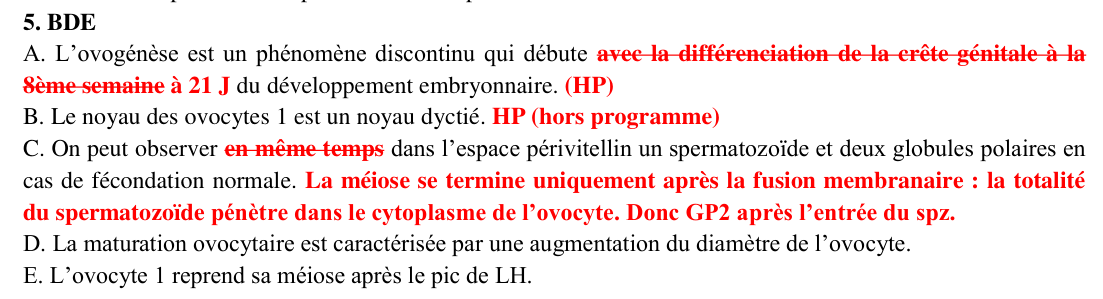 5. BDE
A. L'ovogénèse est un phénomène discontinu qui débute avec la différenciation de la crête génitale à la
8ème semaine à 21 J du développement embryonnaire. (HP)
B. Le noyau des ovocytes 1 est un noyau dyctié. HP (hors programme)
C. On peut observer en même temps dans l'espace périvitellin un spermatozoïde et deux globules polaires en
cas de fécondation normale. La méiose se termine uniquement après la fusion membranaire : la totalité
du spermatozoïde pénètre dans le cytoplasme de l'ovocyte. Donc GP2 après l'entrée du spz.
D. La maturation ovocytaire est caractérisée par une augmentation du diamètre de l'ovocyte.
E. L'ovocyte 1 reprend sa méiose après le pic de LH.